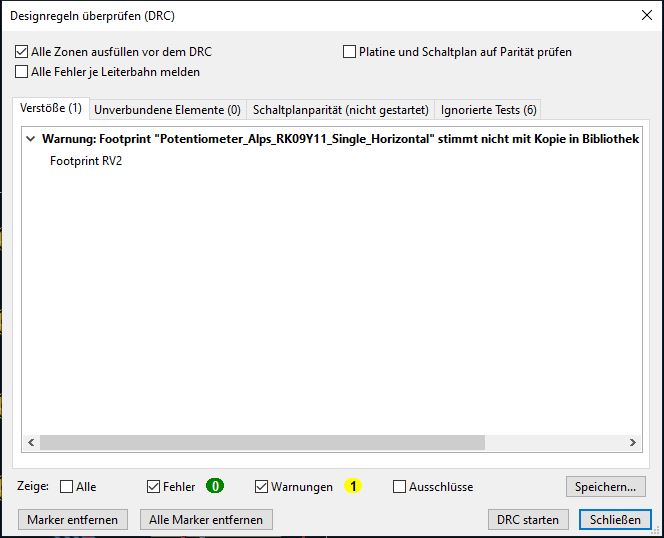 Designregeln überprüfen (DRC)
Alle Zonen ausfüllen vor dem DRC
Platine und Schaltplan auf Parität prüfen
Alle Fehler je Leiterbahn melden
Verstöße (1)
Unverbundene Elemente (0)
Schaltplanparität (nicht gestartet)
Ignorierte Tests (6)
Warnung: Footprint "Potentiometer_Alps_RK09Y11_Single_Horizontal" stimmt nicht mit Kopie in Bibliothek
Footprint RV2
Zeige:
Alle
Fehler
0
Warnungen
1
Ausschlüsse
Speichern...
Marker entfernen
Alle Marker entfernen
DRC starten
Schließen